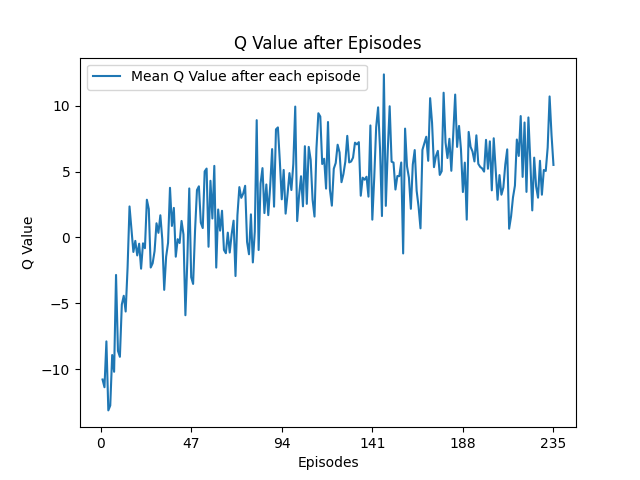 Q Value after Episodes
Mean Q Value after each episode
10
5
0
−5
−10
Q Value
0 47 94 141 188 235
Episodes